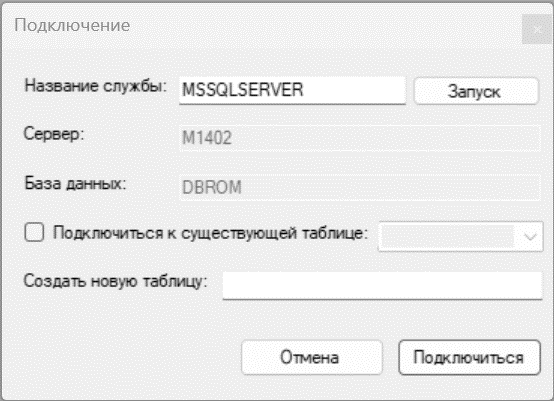 Подключение
Название службы: MSSQLSERVER Запуск
Сервер: M1402
База данных: DBROM
Подключиться к существующей таблице:
Создать новую таблицу:
Отмена Подключиться